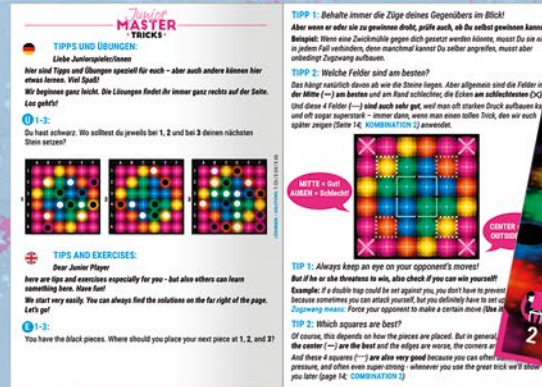 Junior
MASTER
• TRICKS •
TIPPS UND ÜBUNGEN:
Liebe Juniorspieler/innen
hier sind Tipps und Übungen speziell für euch – aber auch andere können hier
etwas lernen. Viel Spaß!
Wir beginnen ganz leicht. Die Lösungen findet ihr immer ganz rechts auf der Seite.
Los geht's!
Ü 1-3:
Du hast schwarz. Wo solltest du jeweils bei 1, 2 und bei 3 deinen nächsten
Stein setzen?
1 2 3
TIPS AND EXERCISES:
Dear Junior Player
here are tips and exercises especially for you – but also others can learn
something here. Have fun!
We start very easily. You can always find the solutions on the far right of the page.
Let's go!
E 1-3:
You have the black pieces. Where should you place your next piece at 1, 2, and 3?
TIPP 1: Behalte immer die Züge deines Gegenübers im Blick!
Aber wenn er oder sie zu gewinnen droht, prüfe auch, ob Du selbst gewinnen kannst
Beispiel: Wenn eine Zwickmühle gegen dich gesetzt werden könnte, musst Du sie nicht
in jedem Fall verhindern, denn manchmal kannst Du selber angreifen, musst aber
unbedingt Zugzwang aufbauen.
TIPP 2: Welche Felder sind am besten?
Das hängt natürlich davon ab wie die Steine liegen. Aber allgemein sind die Felder in
der Mitte (—) am besten und am Rand schlechter, die Ecken am schlechtesten (X)
Und diese 4 Felder (---) sind auch sehr gut, weil man oft starken Druck aufbauen
und oft sogar superstark – immer dann, wenn man einen tollen Trick, den wir euch
später zeigen (Seite 14; KOMBINATION 2) anwendet.
MITTE = Gut!
AUßEN = Schlecht!
CENTER
OUTSIDE
TIP 1: Always keep an eye on your opponent's moves!
But if he or she threatens to win, also check if you can win yourself!
Example: If a double trap could be set against you, you don't have to prevent
because sometimes you can attack yourself, but you definitely have to set up
Zugzwang means: Force your opponent to make a certain move
TIP 2: Which squares are best?
Of course, this depends on how the pieces are placed. But in general,
the center (—) are the best and the edges are worse, the corners are
And these 4 squares (---) are also very good because you can often
pressure, and often even super-strong - whenever you use the great trick we'll show
you later (page 14; COMBINATION 2)
2